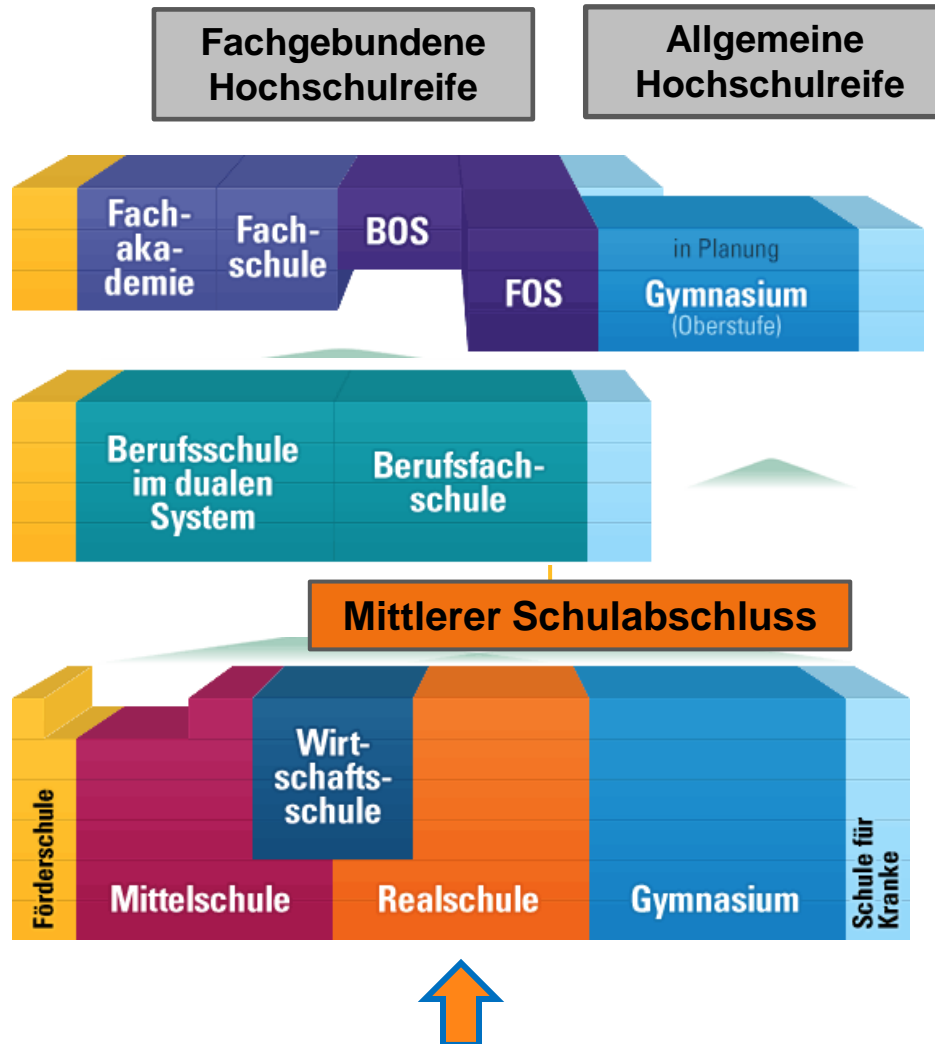 Fachgebundene
Hochschulreife
Allgemeine
Hochschulreife
Fach-
aka-
demie
Fach-
schule
BOS
FOS
in Planung
Gymnasium
(Oberstufe)
Berufsschule
im dualen
System
Berufsfach-
schule
Mittlerer Schulabschluss
Förderschule
Mittelschule
Wirt-
schafts-
schule
Realschule
Gymnasium
Schule für
Kranke